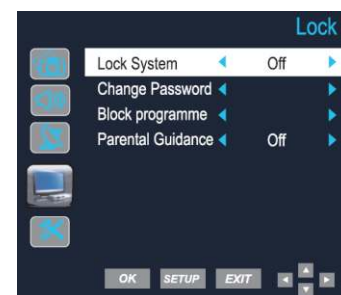 Lock
Lock System Off
Change Password
Block programme
Parental Guidance Off
OK SETUP EXIT